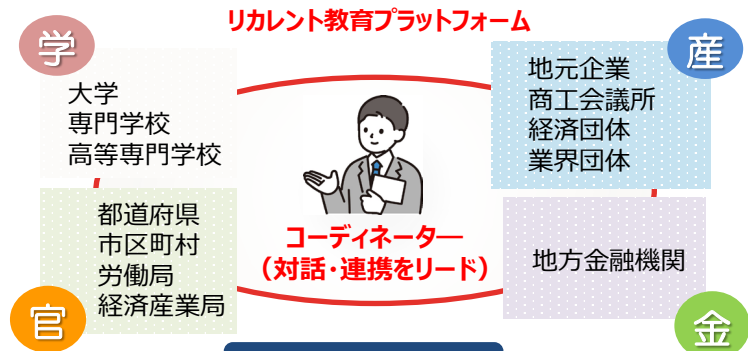 リカレント教育プラットフォーム
学
大学
専門学校
高等専門学校
産
地元企業
商工会議所
経済団体
業界団体
コーディネーター
（対話・連携をリード）
官
都道府県
市区町村
労働局
経済産業局
地方金融機関
金